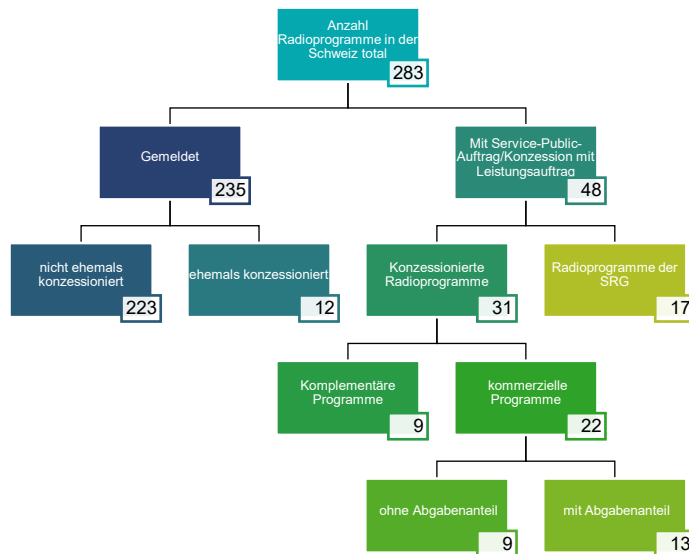 Anzahl
Radioprogramme in der
Schweiz total
283
Gemeldet
235
Mit Service-Public-
Auftrag/Konzession mit
Leistungsauftrag
48
nicht ehemals
konzessioniert
223
ehemals konzessioniert
12
Konzessionierte
Radioprogramme
31
Radioprogramme der
SRG
17
Komplementäre
Programme
9
kommerzielle
Programme
22
ohne Abgabenanteil
9
mit Abgabenanteil
13